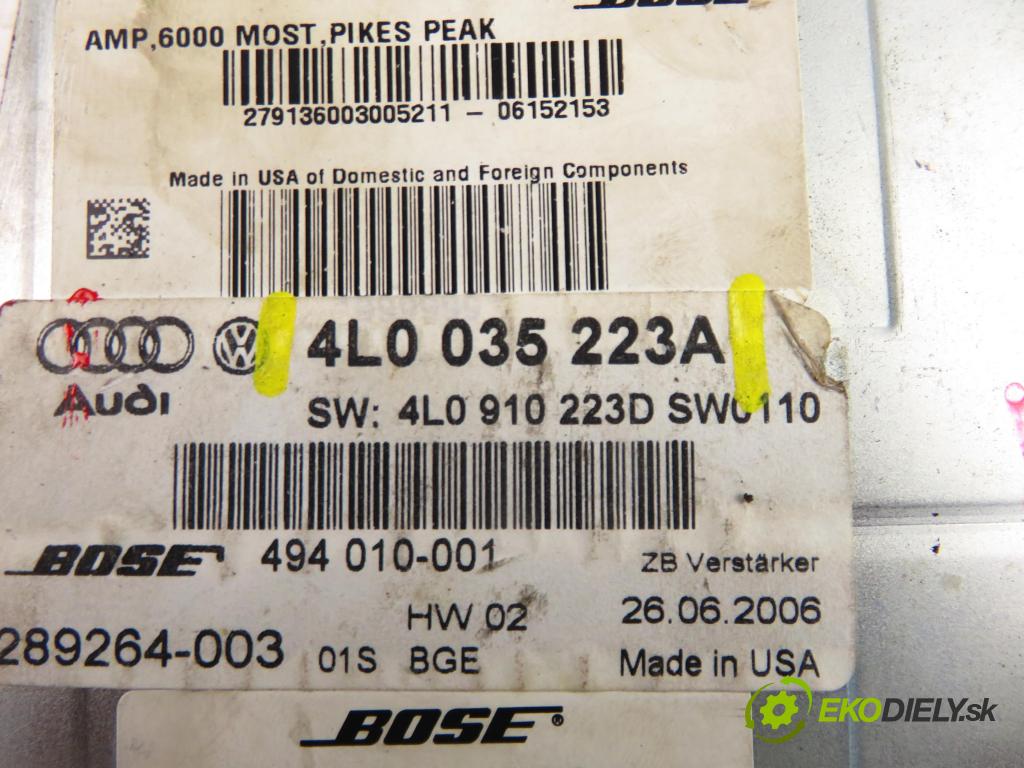 BOSE
AMP,6000 MOST,PIKES PEAK
279136003005211 – 06152153
Made in USA of Domestic and Foreign Components
4L0 035 223A
Audi
SW: 4L0 910 223D SW0110
BOSE 494 010-001 ZB Verstärker
HW 02 26.06.2006
289264-003 01S BGE Made in USA
BOSE®
EKODIELY.sk